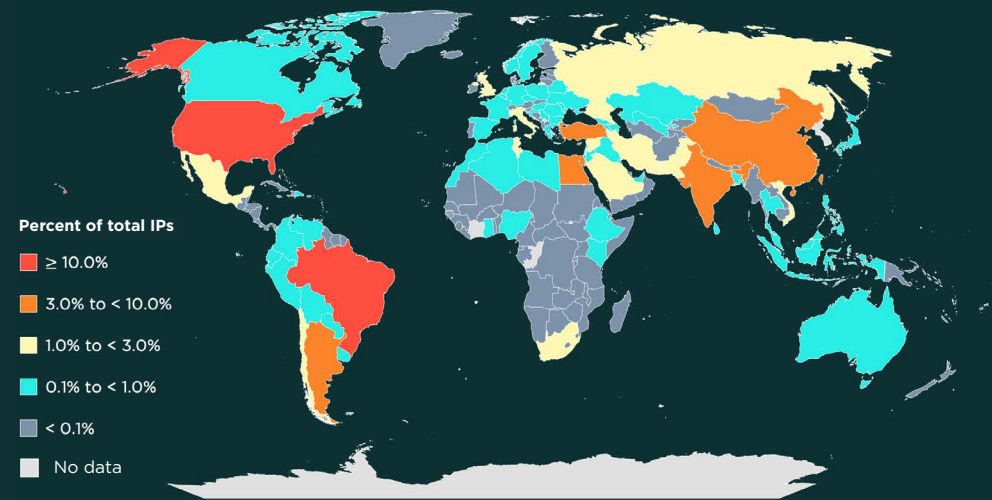 Percent of total IPs
≥ 10.0%
3.0% to < 10.0%
1.0% to < 3.0%
0.1% to < 1.0%
< 0.1%
No data